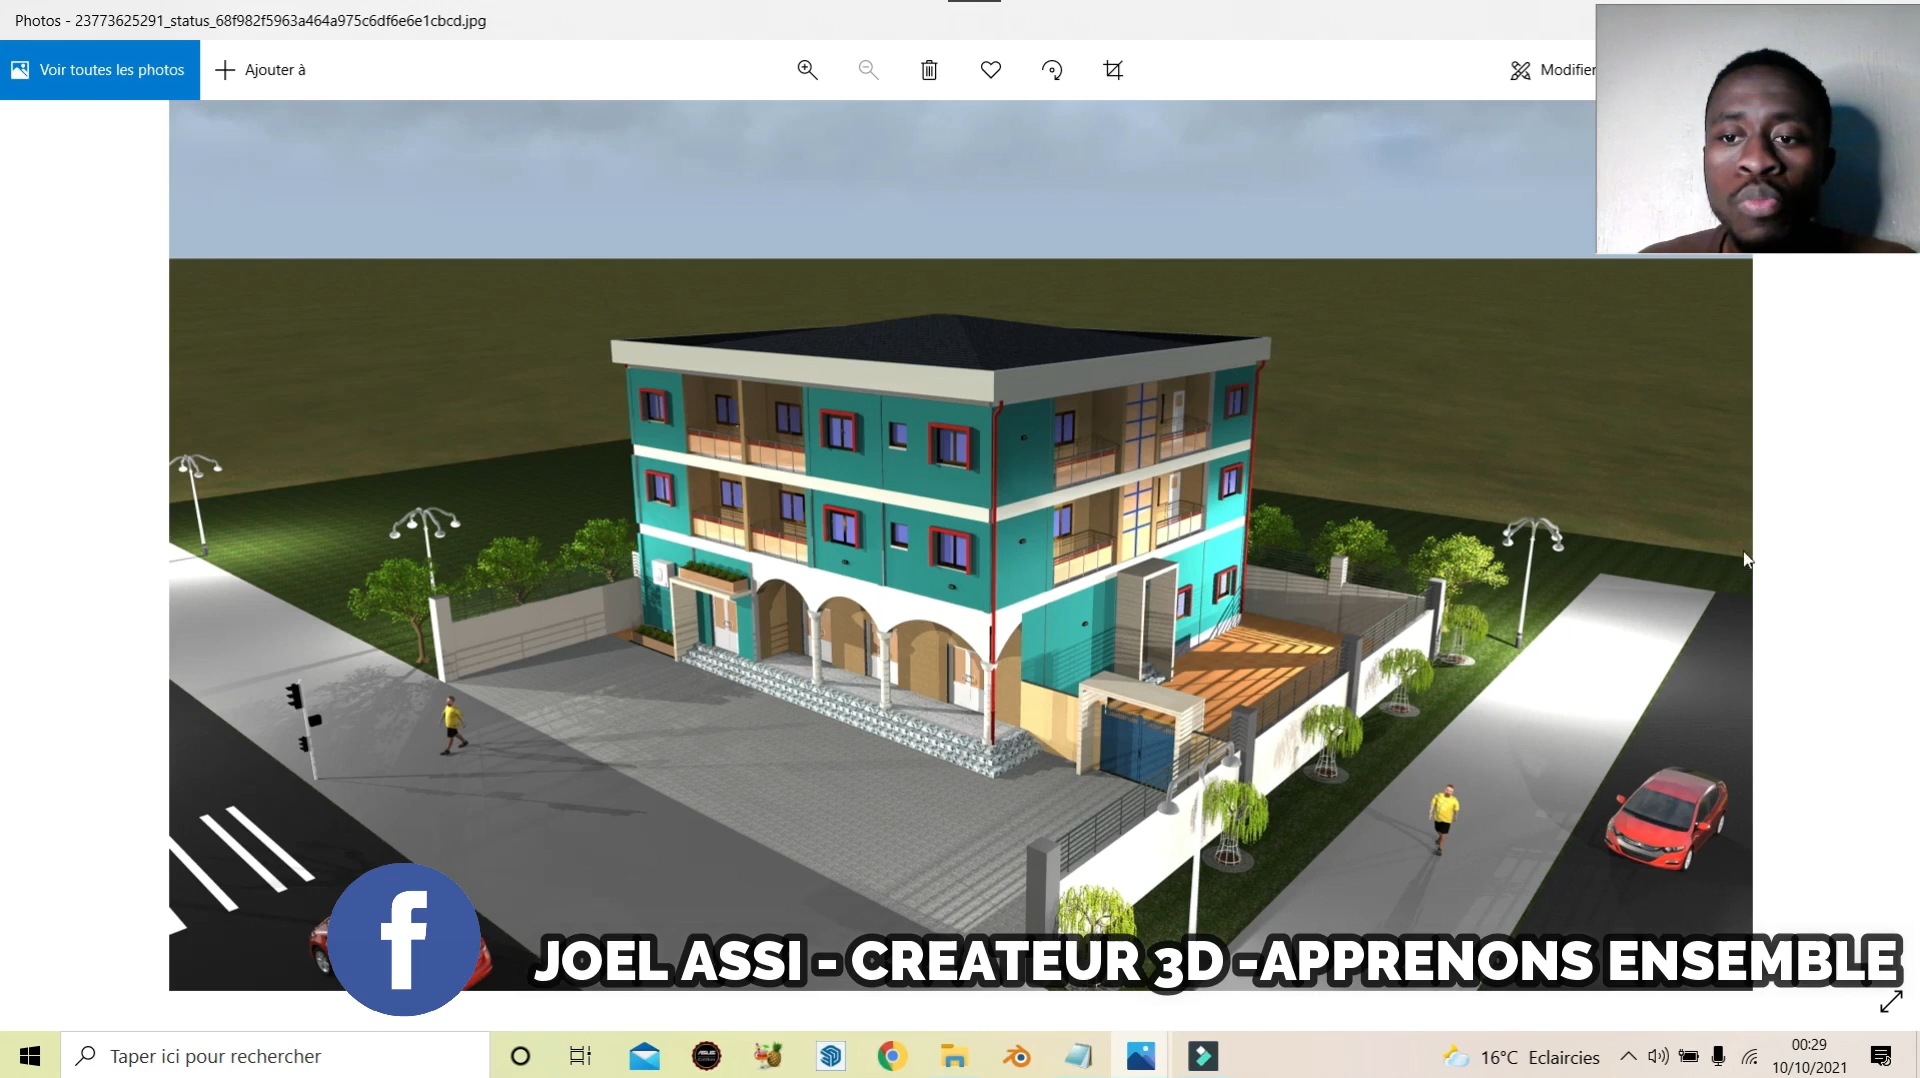 Photos - 23773625291_status_68f982f5963a464a975c6df6e6e1cbcd.jpg
Voir toutes les photos
Ajouter à
Modifier
f
JOEL ASSI - CREATEUR 3D -APPRENONS ENSEMBLE
Taper ici pour rechercher
16°C Eclaircies
00:29
10/10/2021